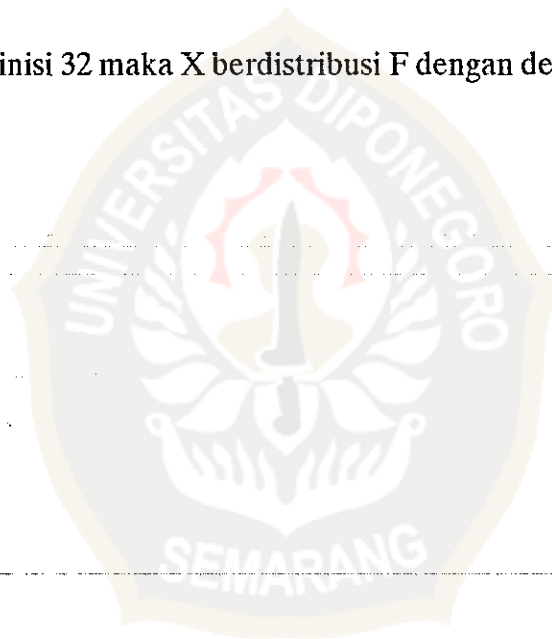 inisi 32 maka X berdistribusi F dengan de
UNIVERSITAS DIPONEGORO
SEMARANG